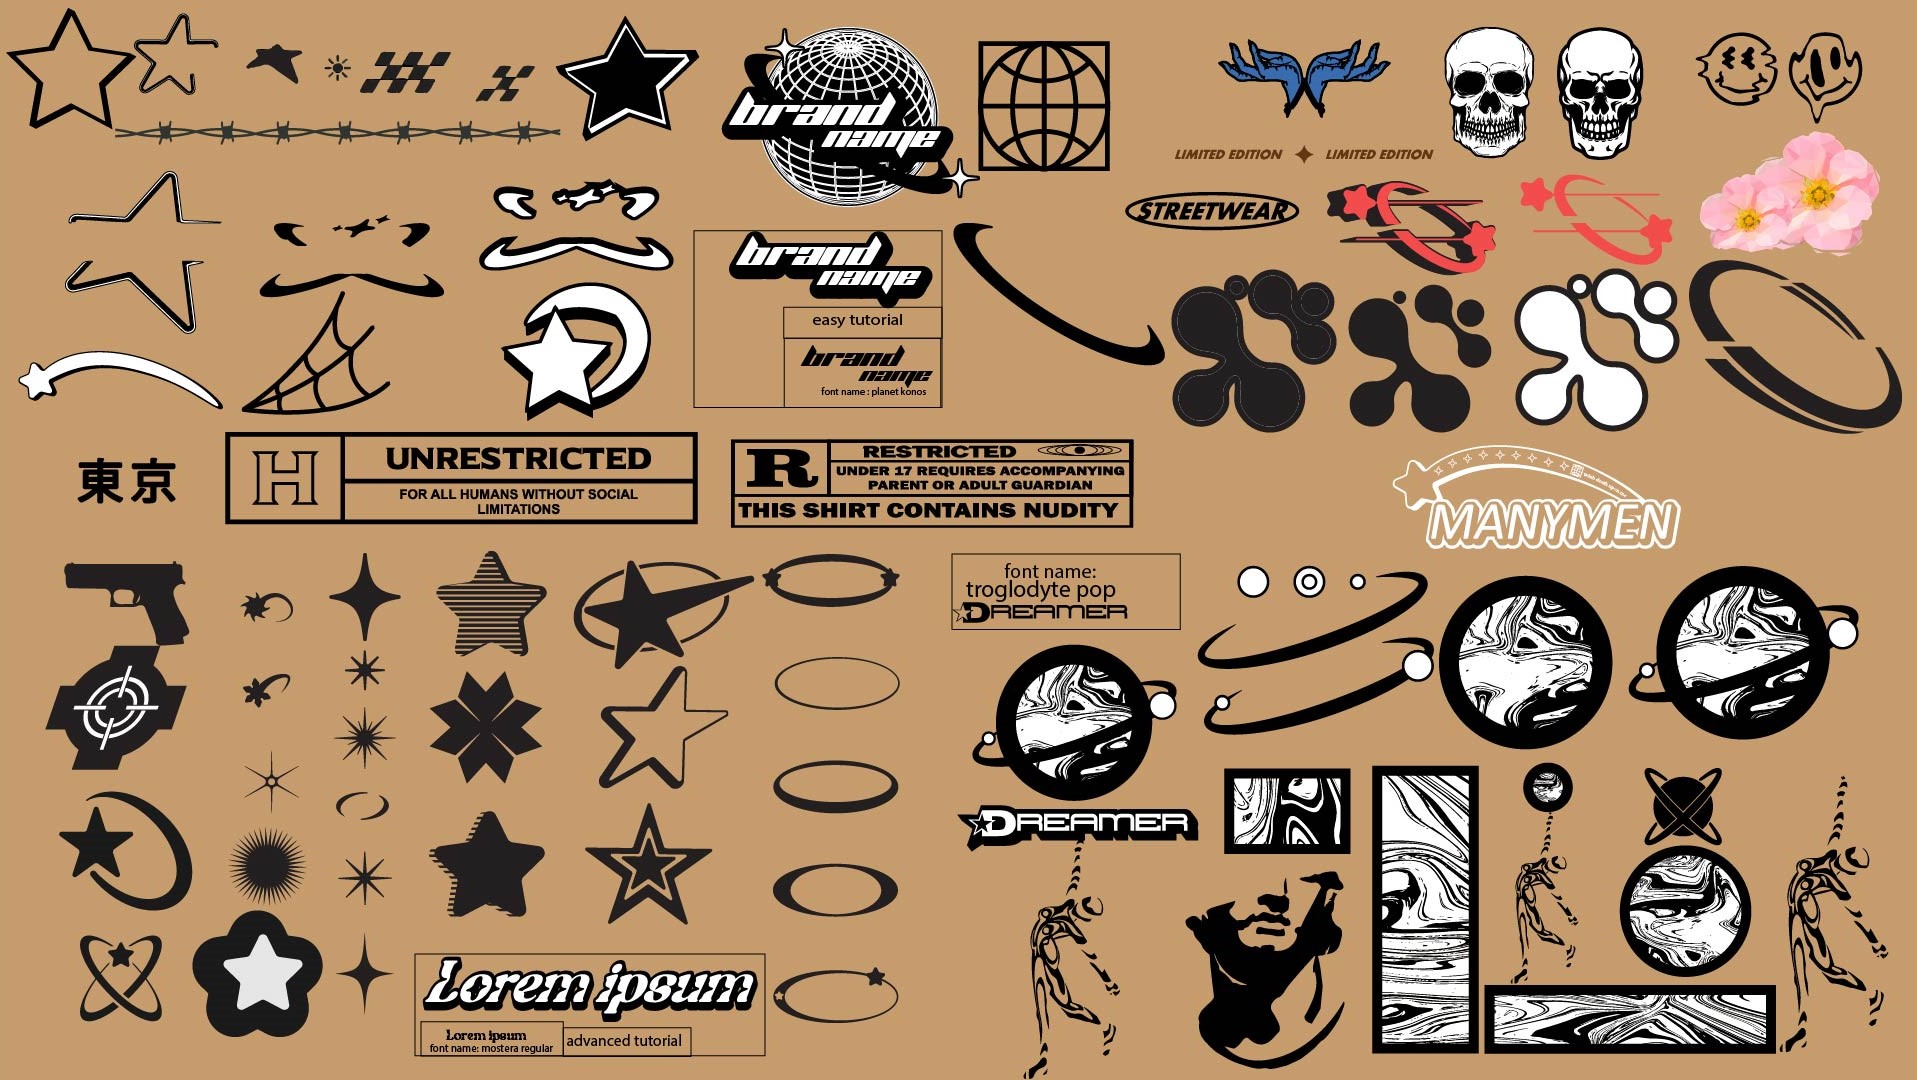 brand
name
LIMITED EDITION
LIMITED EDITION
STREETWEAR
brand
name
easy tutorial
brand
name
font name : planet konos
東京
H
UNRESTRICTED
FOR ALL HUMANS WITHOUT SOCIAL
LIMITATIONS
R
RESTRICTED
UNDER 17 REQUIRES ACCOMPANYING
PARENT OR ADULT GUARDIAN
THIS SHIRT CONTAINS NUDITY
MANYMEN
font name:
troglodyte pop
DREAMER
DREAMER
Lorem ipsum
Lorem ipsum
font name: mostera regular
advanced tutorial